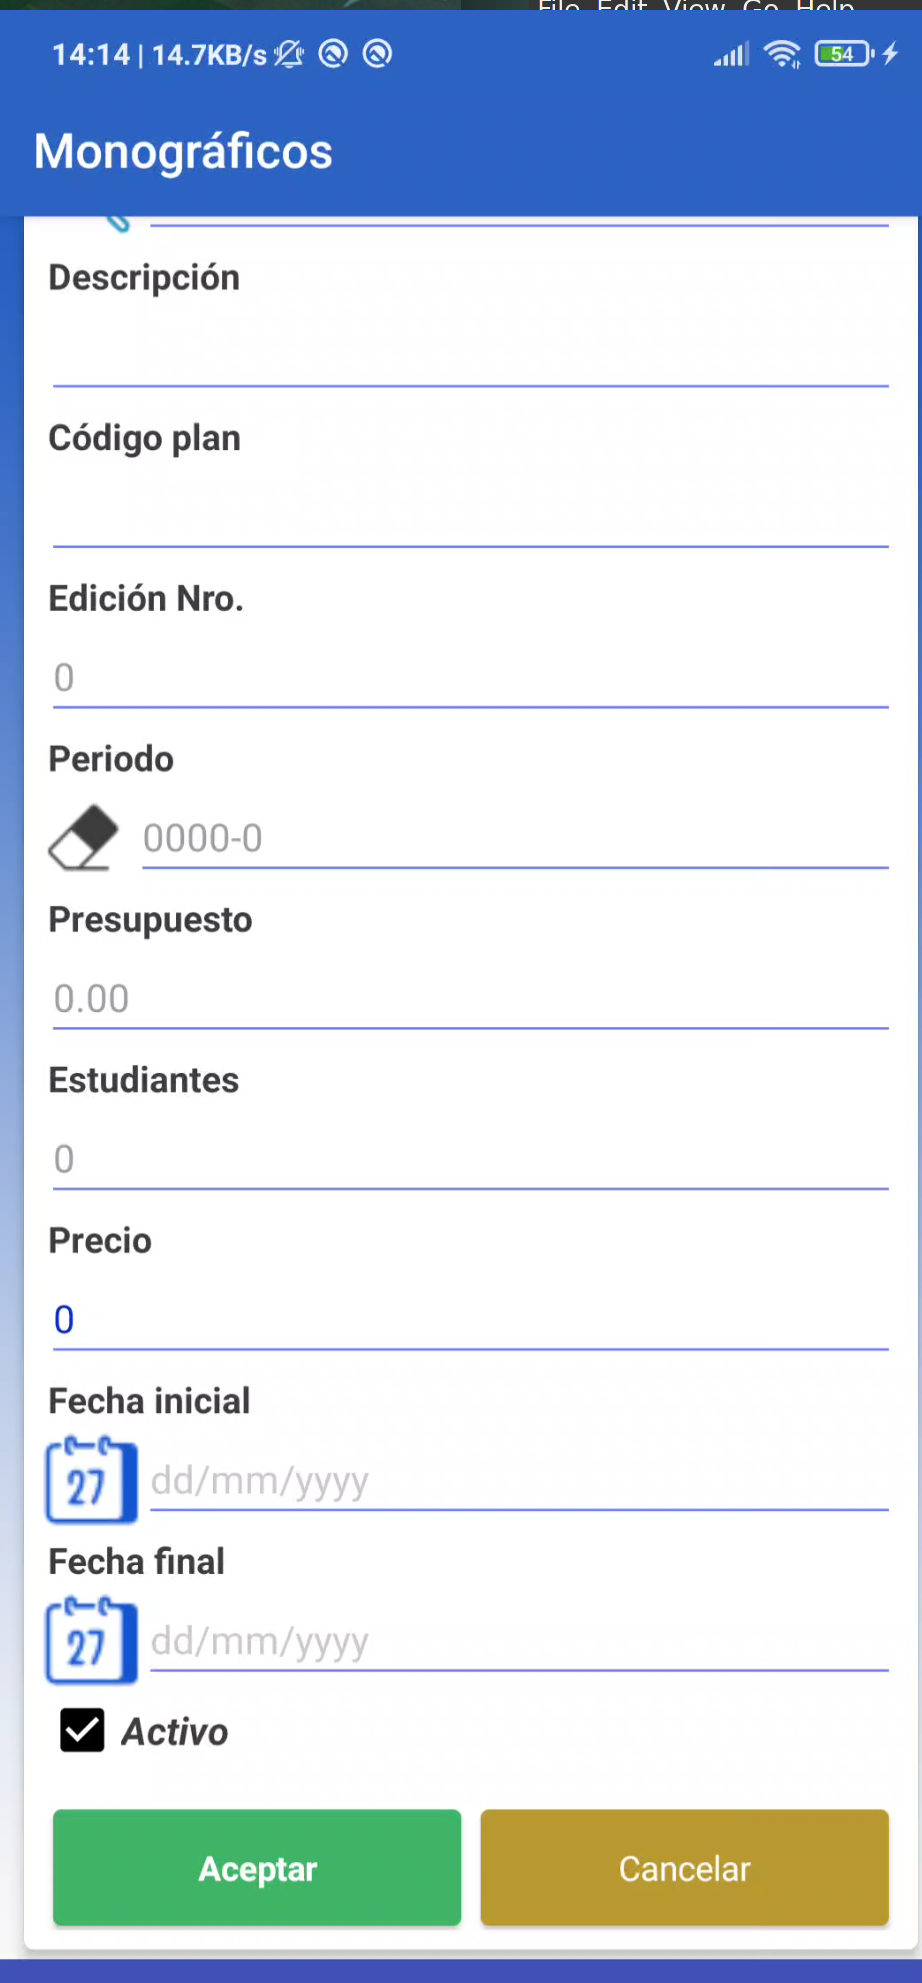 File Edit View Go Help
14:14 | 14.7KB/s
54
Monográficos
Descripción
Código plan
Edición Nro.
0
Periodo
0000-0
Presupuesto
0.00
Estudiantes
0
Precio
0
Fecha inicial
27 dd/mm/yyyy
Fecha final
27 dd/mm/yyyy
Activo
Aceptar Cancelar